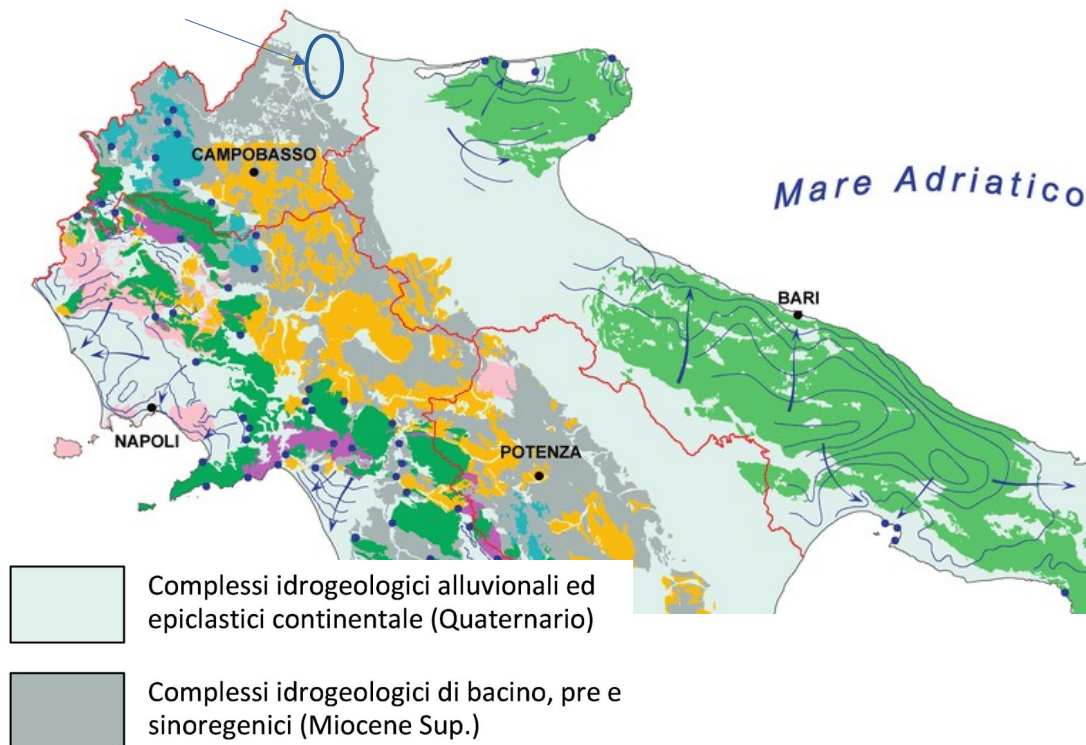 CAMPOBASSO
Mare Adriatico
BARI
NAPOLI
POTENZA
Complessi idrogeologici alluvionali ed
epiclastici continentale (Quaternario)
Complessi idrogeologici di bacino, pre e
sinoregenici (Miocene Sup.)